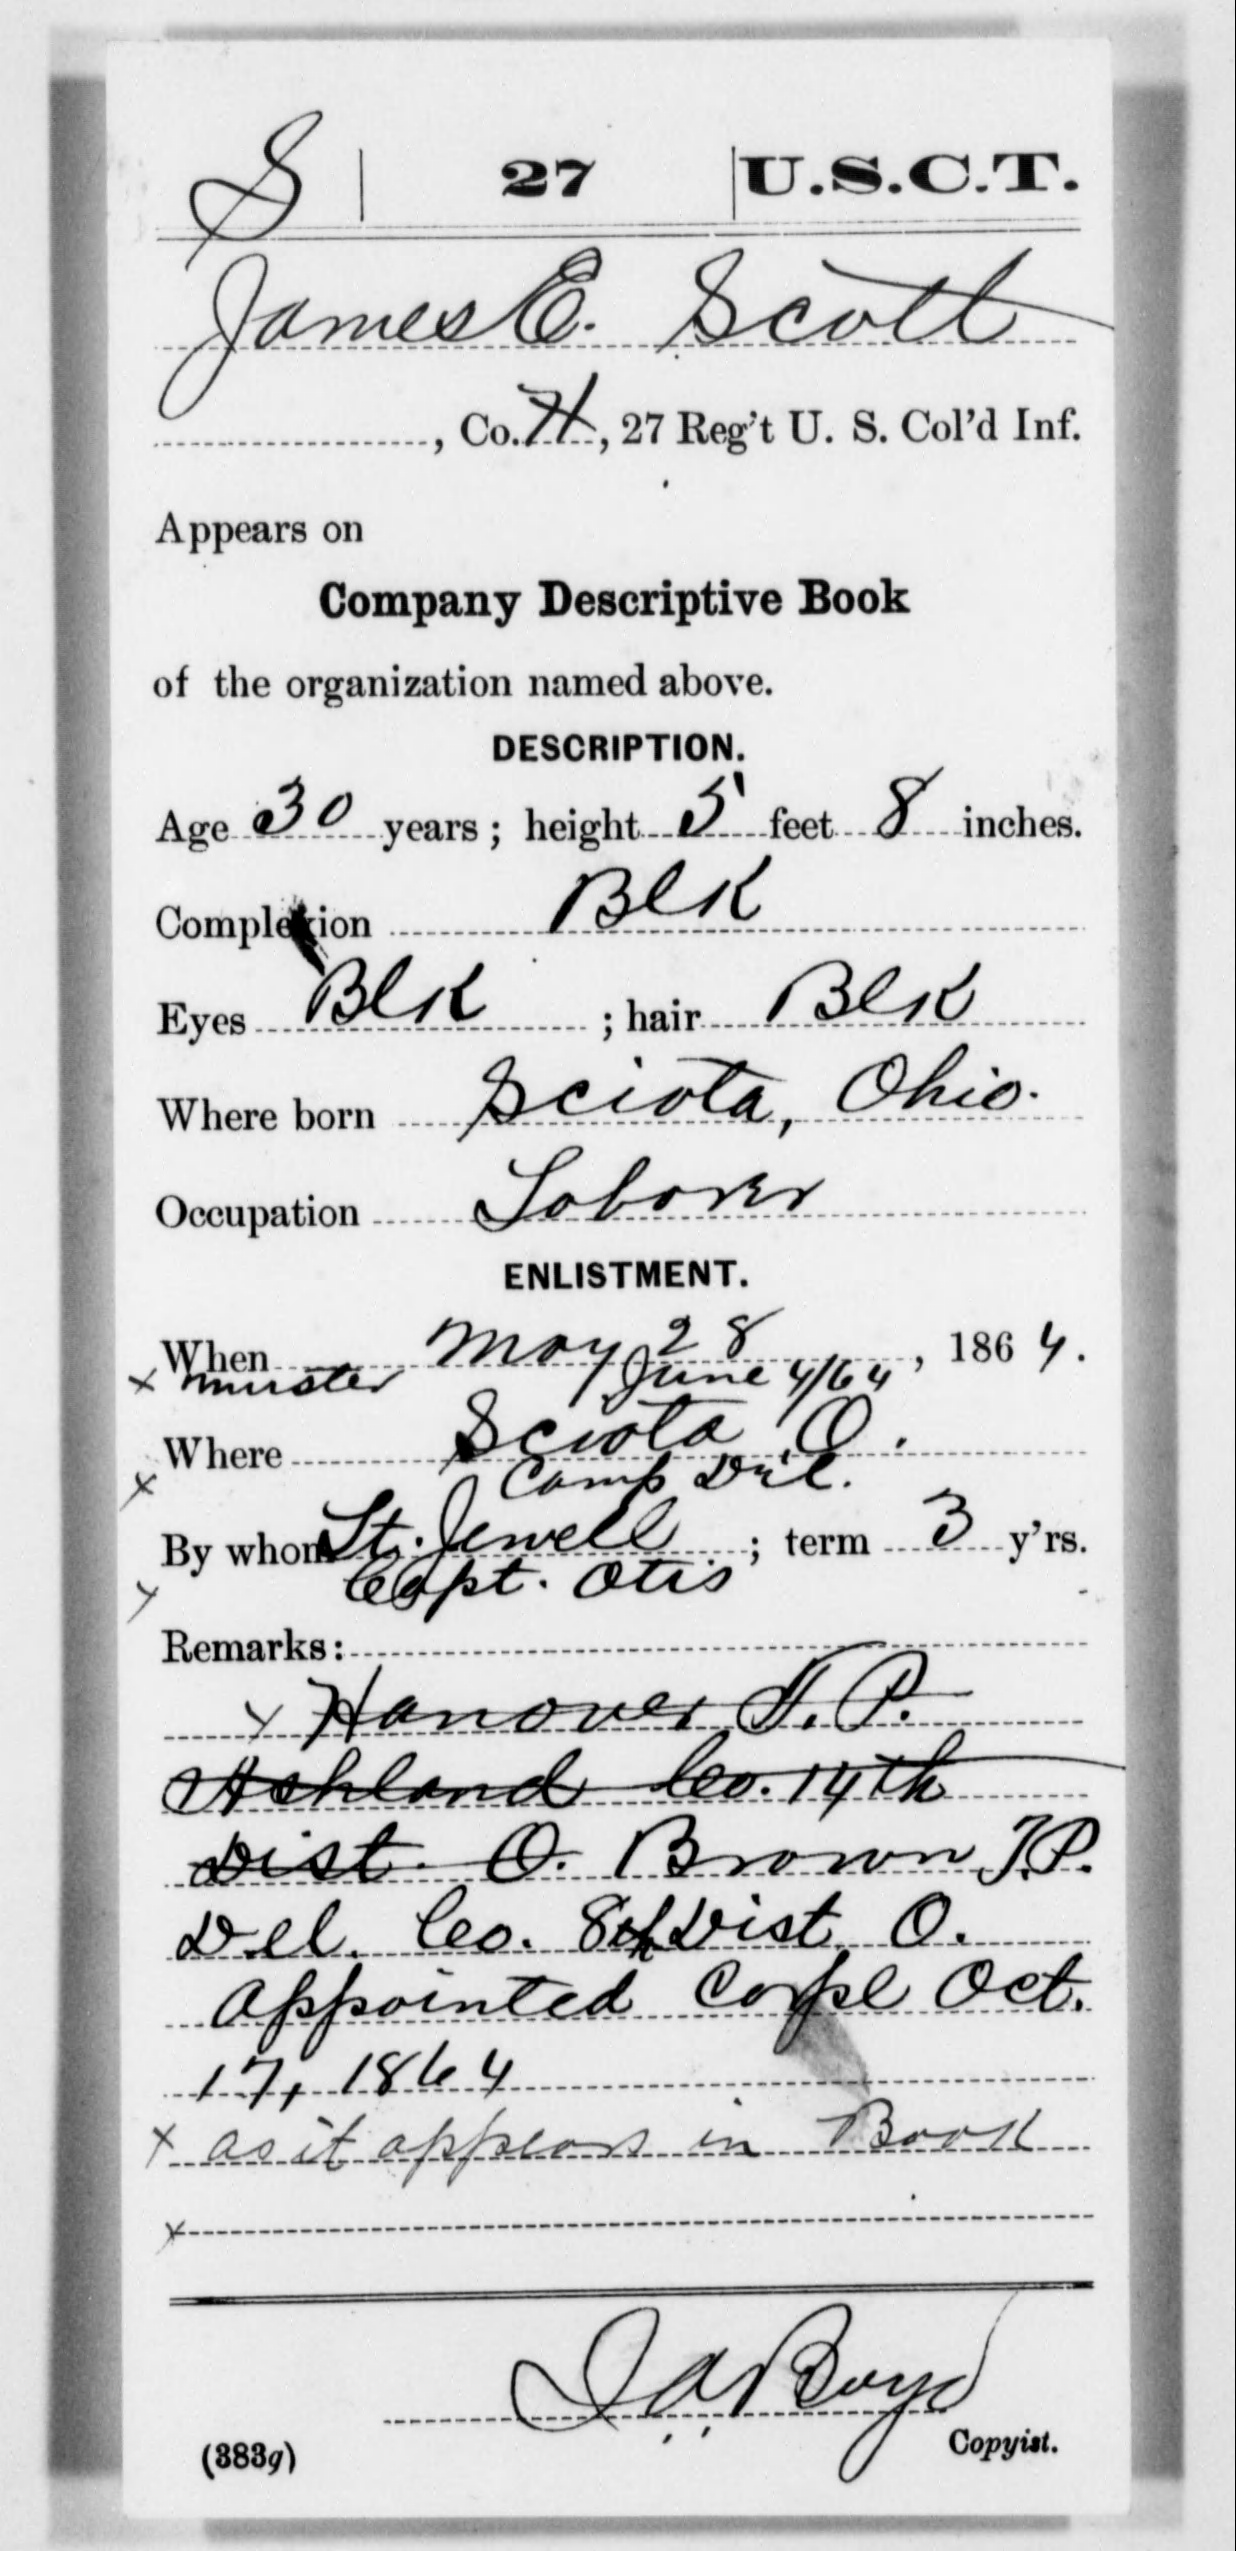 S | 27 | U.S.C.T.
James E. Scott
, Co. H, 27 Reg't U. S. Col'd Inf.
Appears on
Company Descriptive Book
of the organization named above.
DESCRIPTION.
Age 30 years; height 5 feet 8 inches.
Complexion Blk
Eyes Blk ; hair Blk
Where born Sciota, Ohio.
Occupation Laborer
ENLISTMENT.
When May 28, 1864.
x muster June 4/64
Where Sciota, O.
x Camp Del.
By whom Lt. Jewell ; term 3 y'rs.
x Capt. Otis
Remarks:
x Hanover T. P.
Ashland Co. 14th
Dist. O. Brown T.P.
Del. Co. 8th Dist. O.
Appointed Corpl Oct.
17, 1864
x as it appears in Book
x
Boyd
(383g) Copyist.